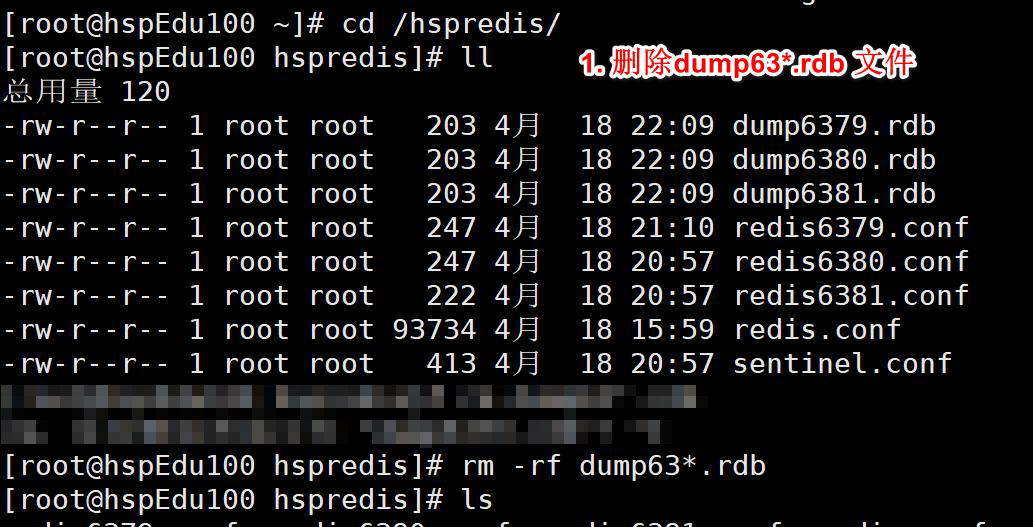 [root@hspEdu100 ~]# cd /hspredis/
[root@hspEdu100 hspredis]# ll
1. 删除dump63*.rdb 文件
总用量 120
-rw-r--r-- 1 root root   203 4月  18 22:09 dump6379.rdb
-rw-r--r-- 1 root root   203 4月  18 22:09 dump6380.rdb
-rw-r--r-- 1 root root   203 4月  18 22:09 dump6381.rdb
-rw-r--r-- 1 root root   247 4月  18 21:10 redis6379.conf
-rw-r--r-- 1 root root   247 4月  18 20:57 redis6380.conf
-rw-r--r-- 1 root root   222 4月  18 20:57 redis6381.conf
-rw-r--r-- 1 root root 93734 4月  18 15:59 redis.conf
-rw-r--r-- 1 root root   413 4月  18 20:57 sentinel.conf
[root@hspEdu100 hspredis]# rm -rf dump63*.rdb
[root@hspEdu100 hspredis]# ls